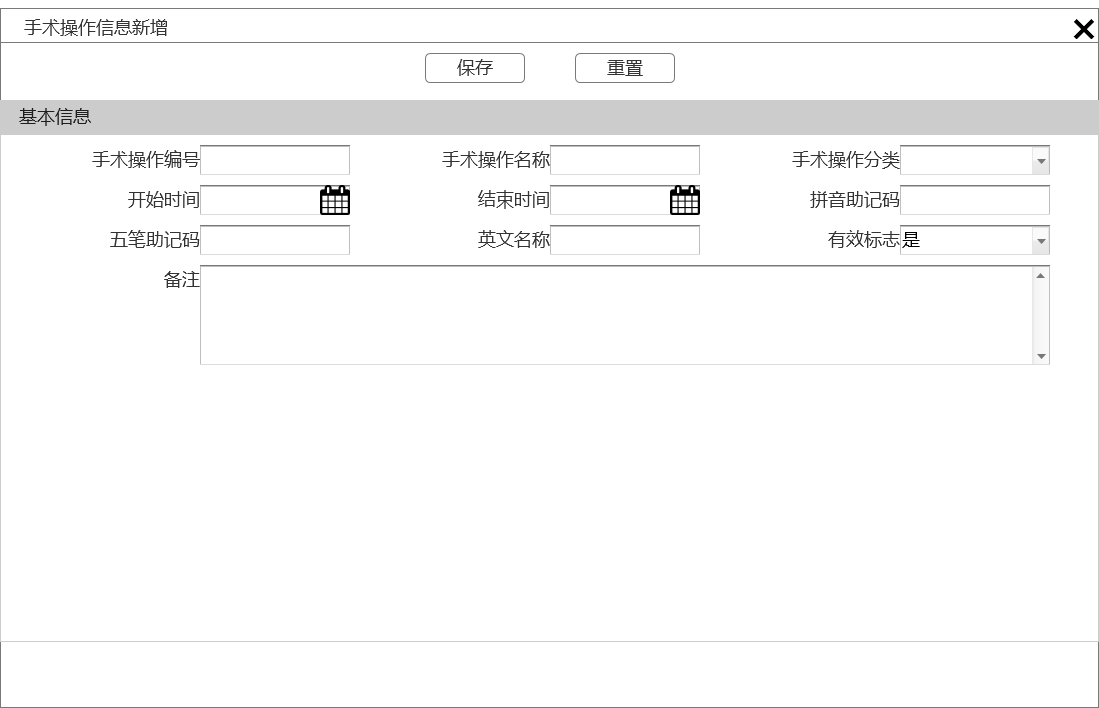 手术操作信息新增
保存 重置
基本信息
手术操作编号 手术操作名称 手术操作分类
开始时间 结束时间 拼音助记码
五笔助记码 英文名称 有效标志 是
备注